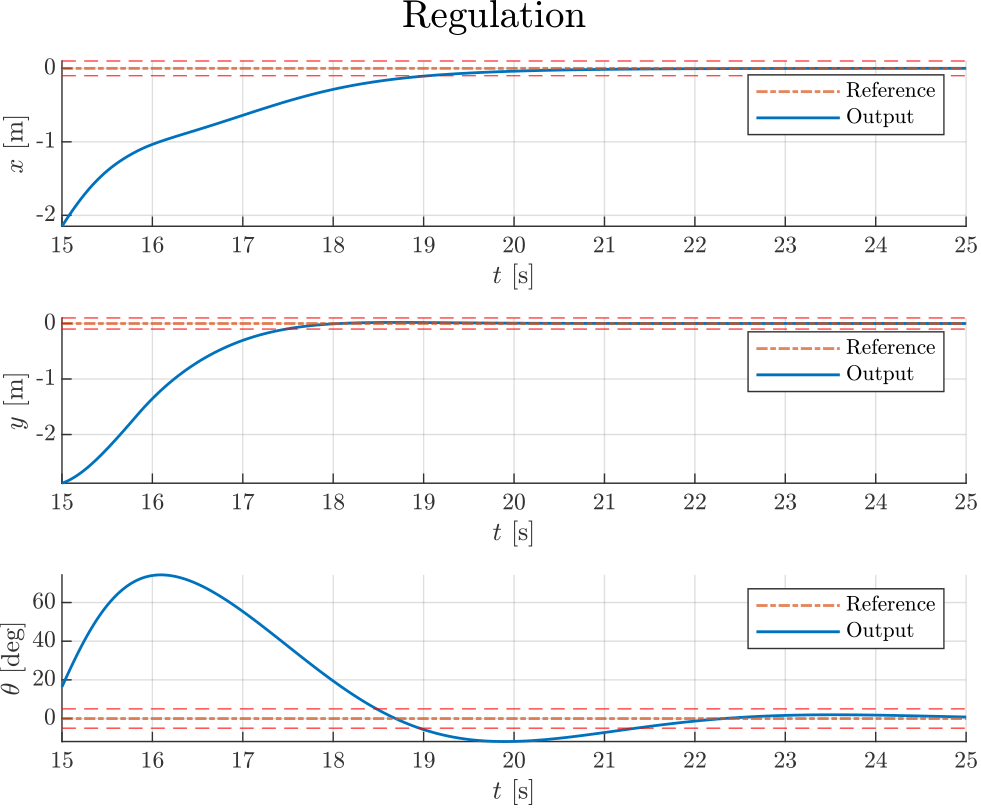 Regulation
0
-1
-2
x [m]
Reference
Output
15 16 17 18 19 20 21 22 23 24 25
t [s]
0
-1
-2
y [m]
Reference
Output
15 16 17 18 19 20 21 22 23 24 25
t [s]
60
40
20
0
θ [deg]
Reference
Output
15 16 17 18 19 20 21 22 23 24 25
t [s]